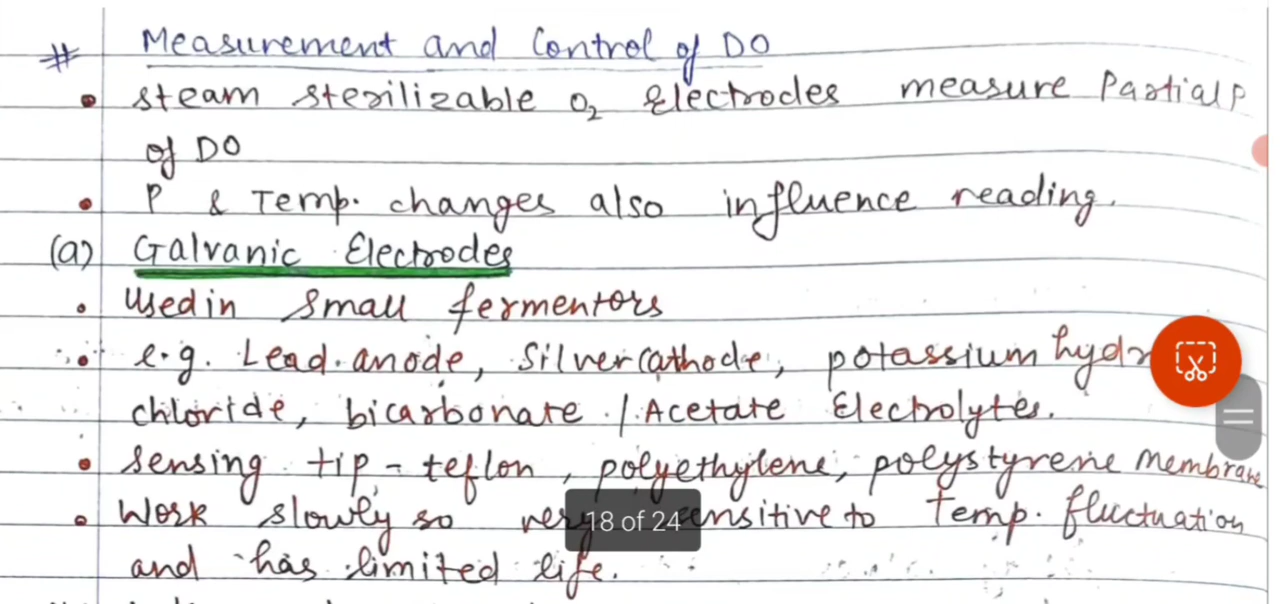 # Measurement and Control of DO
• steam sterilizable O₂ Electrodes measure Partial P
of DO
• P & Temp. changes also influence reading.
(a) Galvanic Electrodes
• Used in small fermentors
• e.g. Lead anode, Silver Cathode, potassium
chloride, bicarbonate / Acetate Electrolytes.
• Sensing tip - teflon, polyethylene, polystyrene membrane
• Work slowly so to Temp. fluctuation
18 of 24
and has limited life.